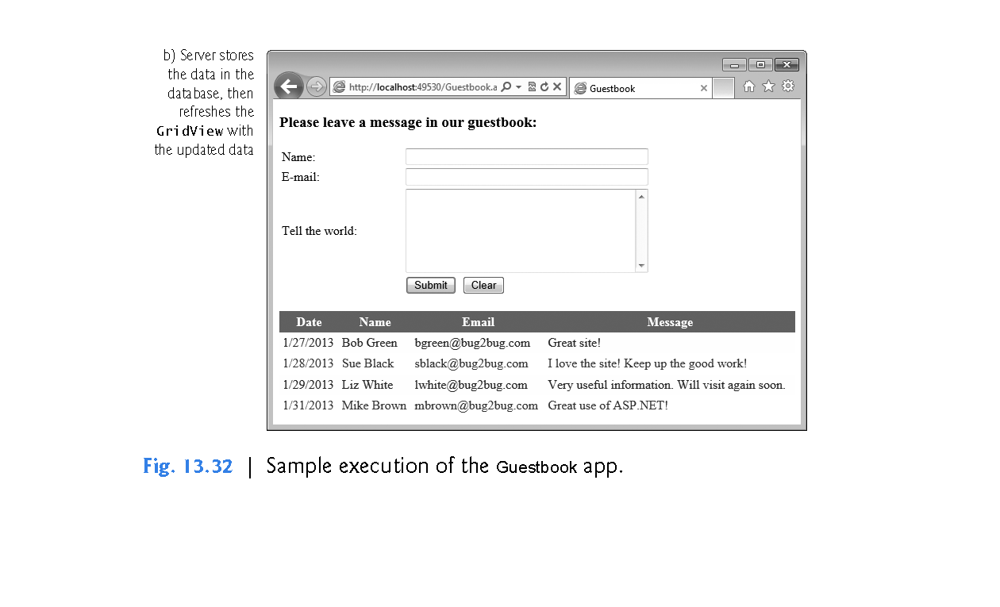 b) Server stores
the data in the
database, then
refreshes the
GridView with
the updated data
http://localhost:49530/Guestbook.a
Guestbook
Please leave a message in our guestbook:
Name:
E-mail:
Tell the world:
Submit Clear
Date Name Email Message
1/27/2013 Bob Green bgreen@bug2bug.com Great site!
1/28/2013 Sue Black sblack@bug2bug.com I love the site! Keep up the good work!
1/29/2013 Liz White lwhite@bug2bug.com Very useful information. Will visit again soon.
1/31/2013 Mike Brown mbrown@bug2bug.com Great use of ASP.NET!
Fig. 13.32 | Sample execution of the Guestbook app.